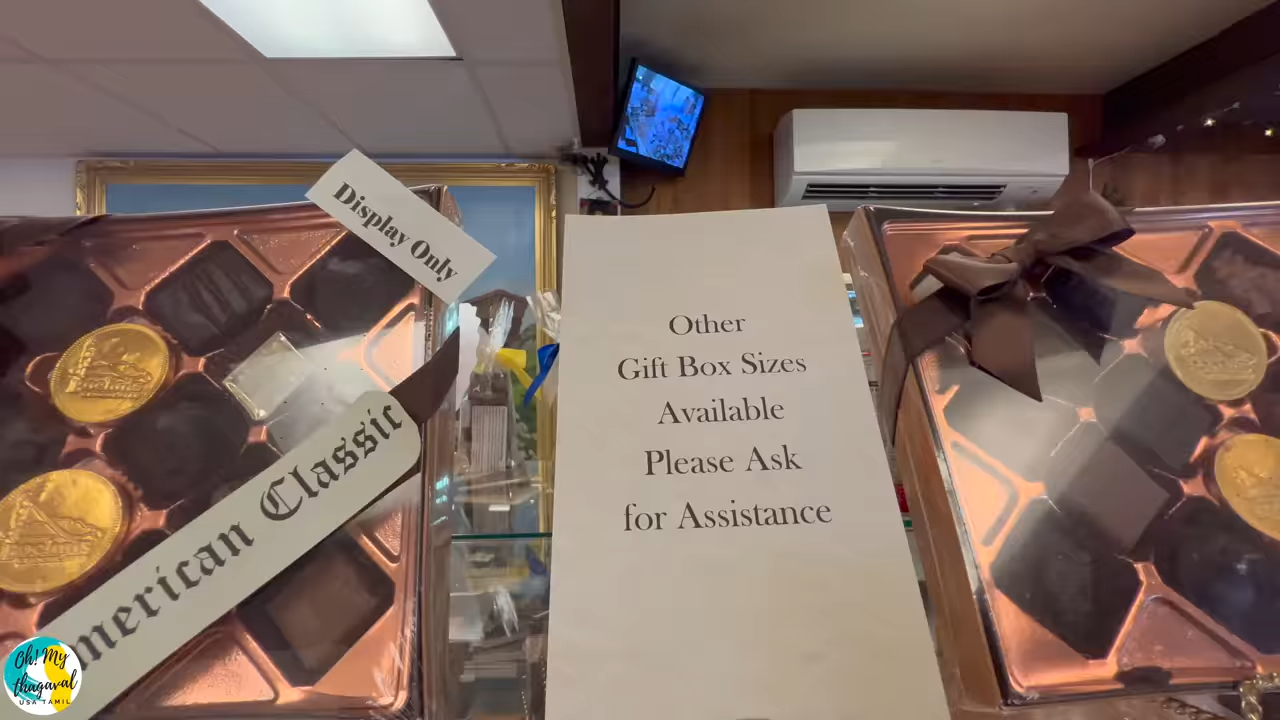 Display Only
American Classic
Other
Gift Box Sizes
Available
Please Ask
for Assistance
Oh! My
thagaval
USA TAMIL